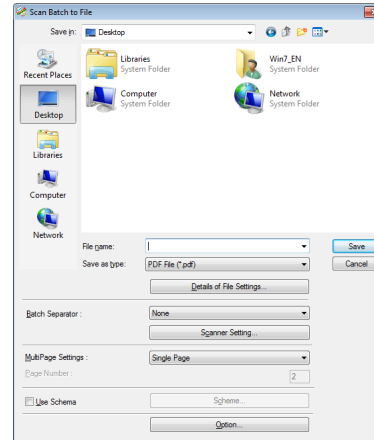 Scan Batch to File
Save in: Desktop
Recent Places
Desktop
Libraries
Computer
Network
Libraries
System Folder
Win7_EN
System Folder
Computer
System Folder
Network
System Folder
File name:
Save
Save as type: PDF File (*.pdf)
Cancel
Details of File Settings...
Batch Separator : None
Scanner Setting...
MultiPage Settings : Single Page
Page Number : 2
Use Schema Scheme...
Option...